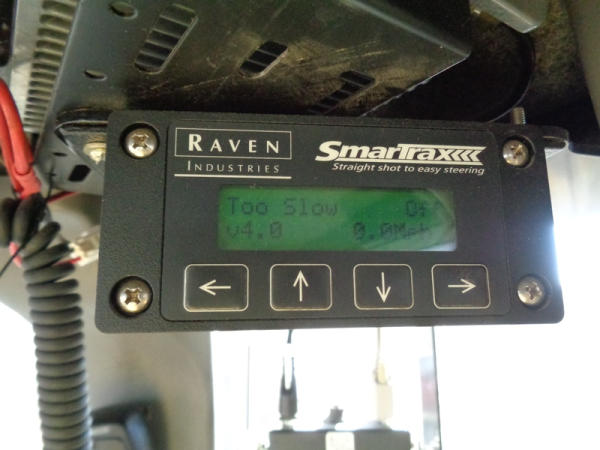 RAVEN
INDUSTRIES
SMARTRAX
Straight shot to easy steering
Too Slow Off
v4.0 0.0Mph